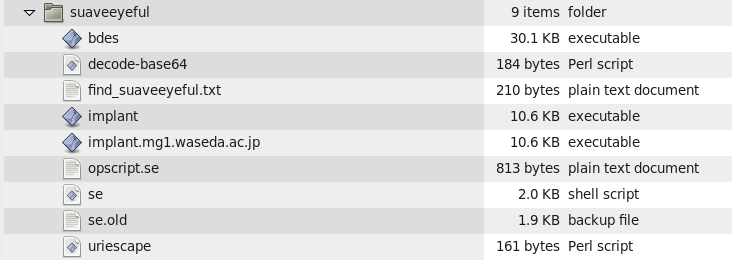 suaveeyeful 9 items folder
bdes 30.1 KB executable
decode-base64 184 bytes Perl script
find_suaveeyeful.txt 210 bytes plain text document
implant 10.6 KB executable
implant.mg1.waseda.ac.jp 10.6 KB executable
opscript.se 813 bytes plain text document
se 2.0 KB shell script
se.old 1.9 KB backup file
uriescape 161 bytes Perl script